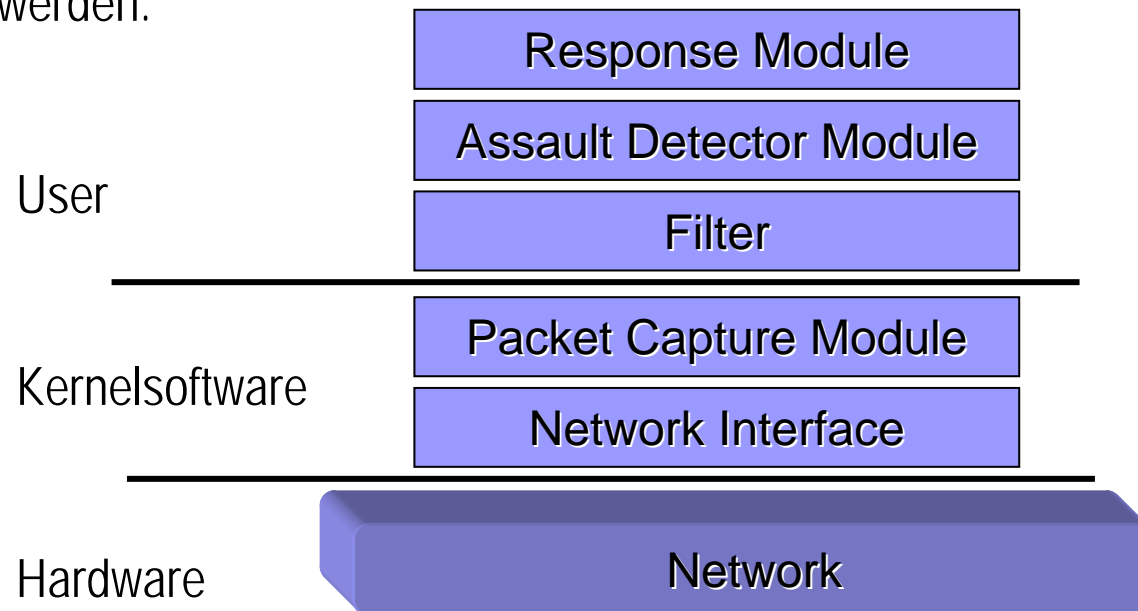 werden.
Response Module
Assault Detector Module
User
Filter
Packet Capture Module
Kernelsoftware
Network Interface
Hardware
Network